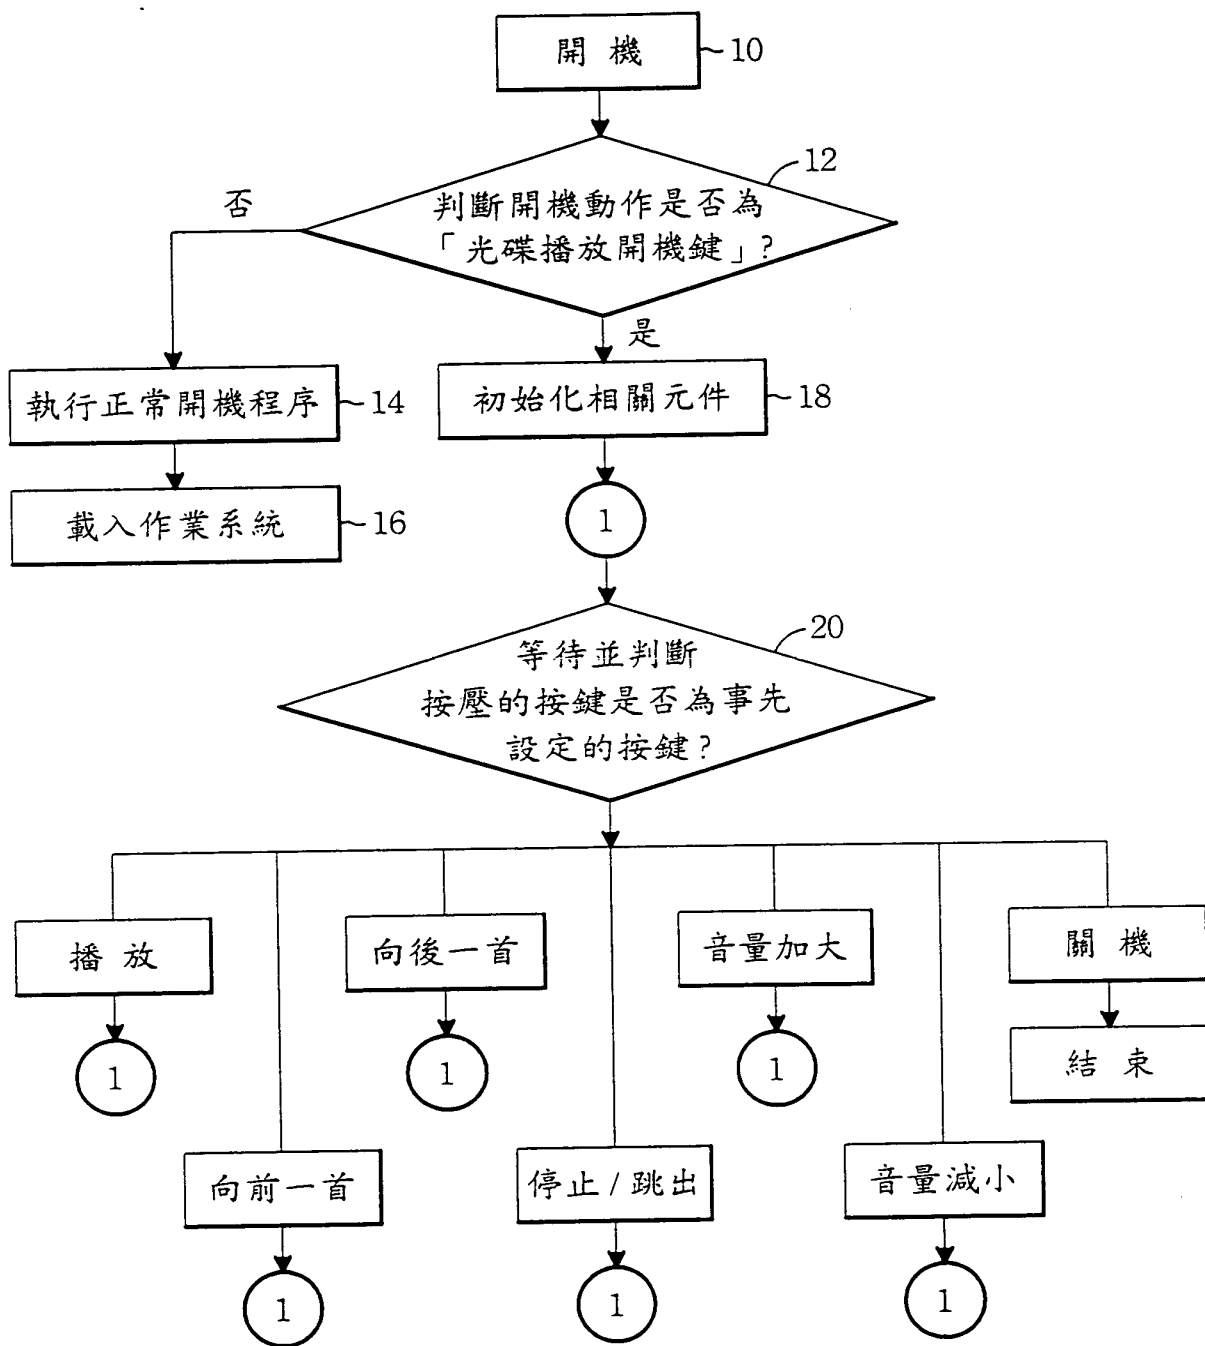 開機
10
12
判斷開機動作是否為
「光碟播放開機鍵」?
否
是
執行正常開機程序
14
初始化相關元件
18
載入作業系統
16
1
20
等待並判斷
按壓的按鍵是否為事先
設定的按鍵?
播放
向後一首
音量加大
關機
1
1
1
結束
向前一首
停止/跳出
音量減小
1
1
1